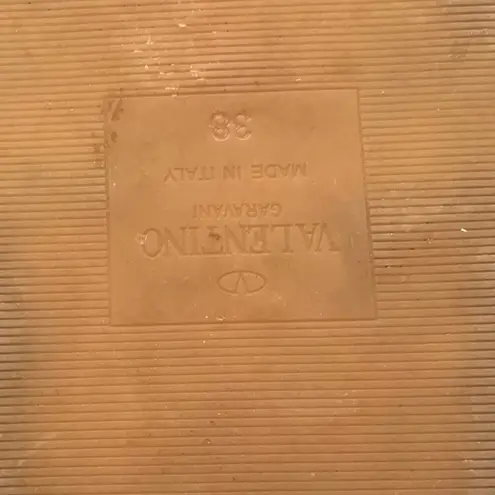 VALENTINO
GARAVANI
MADE IN ITALY
38